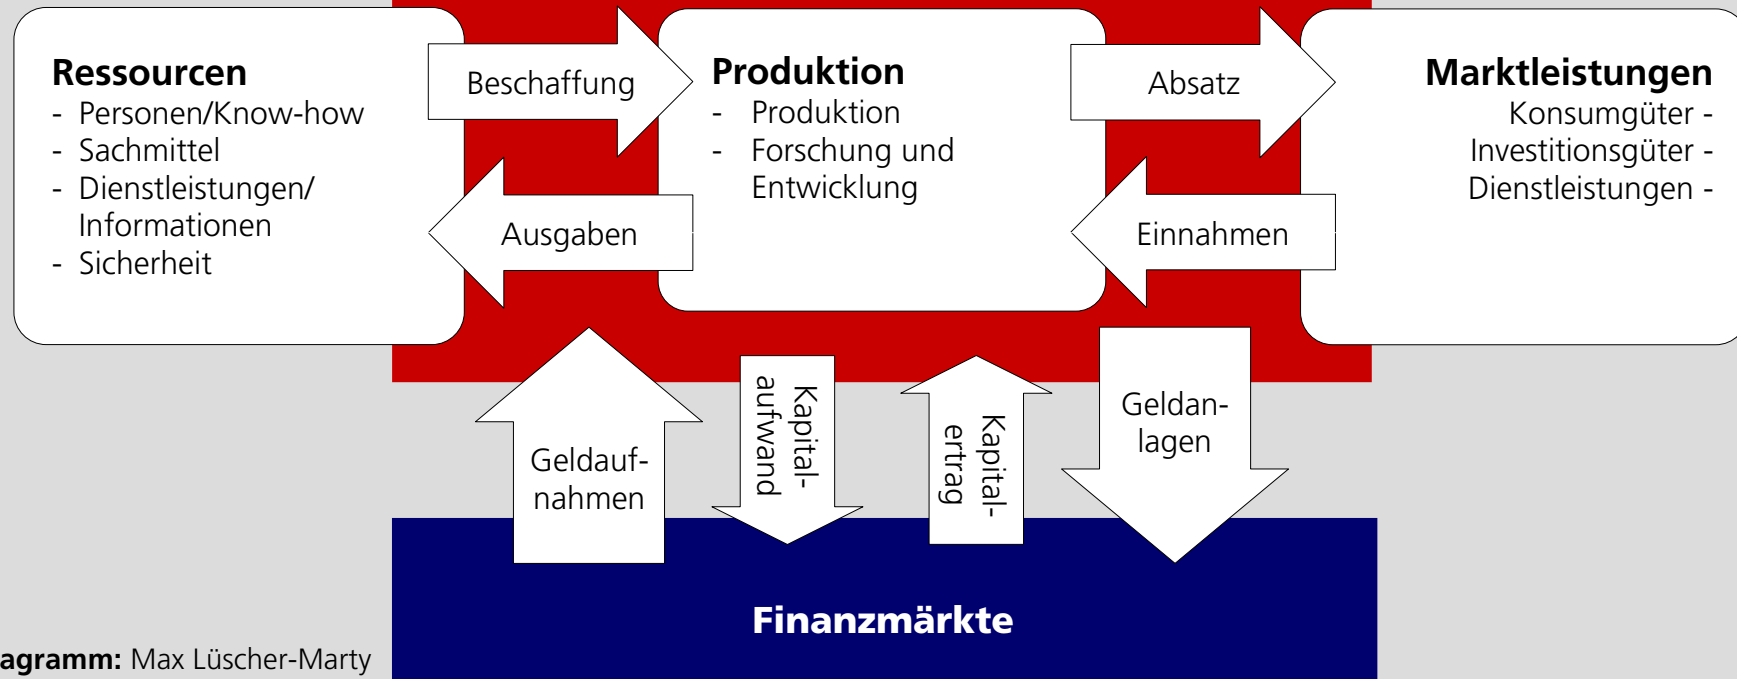 Ressourcen
- Personen/Know-how
- Sachmittel
- Dienstleistungen/
Informationen
- Sicherheit
Beschaffung
Ausgaben
Produktion
- Produktion
- Forschung und
Entwicklung
Absatz
Einnahmen
Marktleistungen
Konsumgüter -
Investitionsgüter -
Dienstleistungen -
Geldauf-
nahmen
Kapital-
aufwand
Kapital-
ertrag
Geldan-
lagen
Finanzmärkte
agramm: Max Lüscher-Marty